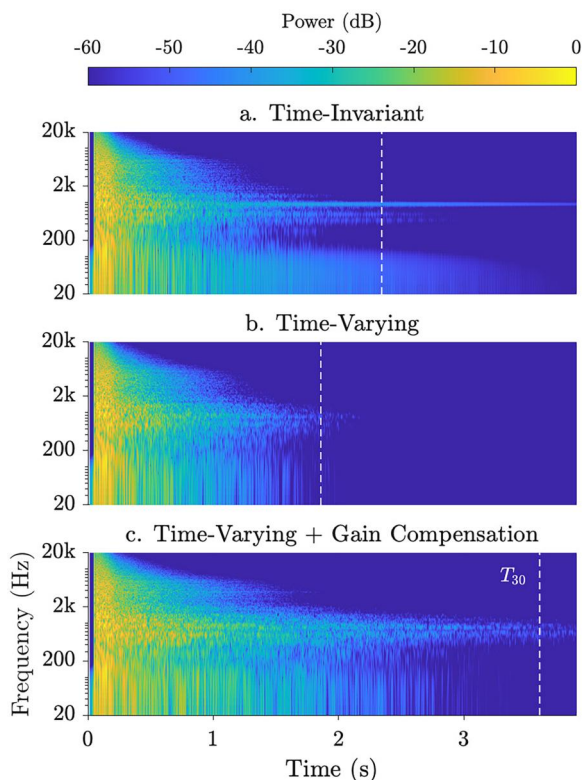 Power (dB)
-60 -50 -40 -30 -20 -10 0
a. Time-Invariant
20k
2k
200
20
b. Time-Varying
20k
2k
200
20
c. Time-Varying + Gain Compensation
20k
T30
2k
200
20
Frequency (Hz)
0 1 2 3
Time (s)